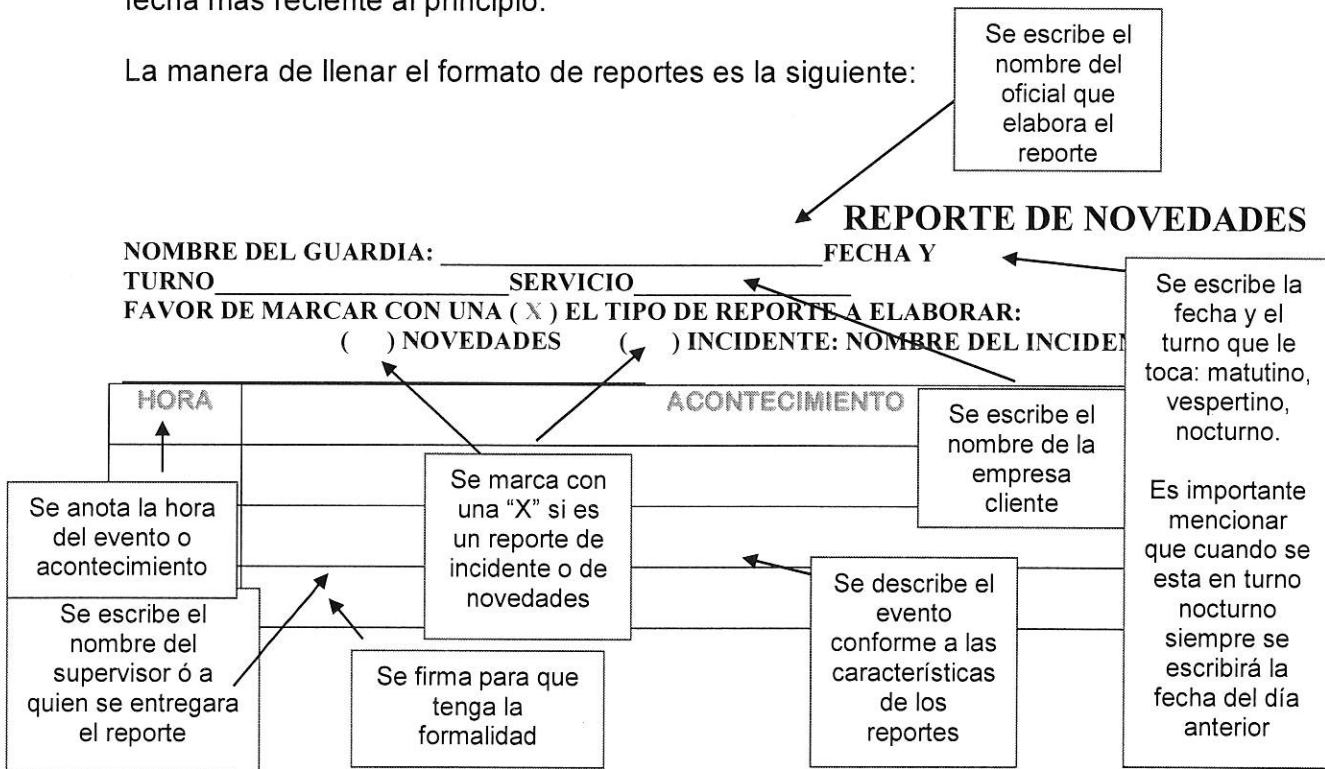 fecha más reciente al principio.
La manera de llenar el formato de reportes es la siguiente:
Se escribe el
nombre del
oficial que
elabora el
reporte
REPORTE DE NOVEDADES
NOMBRE DEL GUARDIA: ______________________________FECHA Y
TURNO______________________SERVICIO________________
FAVOR DE MARCAR CON UNA ( X ) EL TIPO DE REPORTE A ELABORAR:
( ) NOVEDADES ( ) INCIDENTE: NOMBRE DEL INCIDEN
HORA
ACONTECIMIENTO
Se escribe la
fecha y el
turno que le
toca: matutino,
vespertino,
nocturno.
Es importante
mencionar
que cuando se
esta en turno
nocturno
siempre se
escribirá la
fecha del día
anterior
Se escribe el
nombre de la
empresa
cliente
Se marca con
una "X" si es
un reporte de
incidente o de
novedades
Se anota la hora
del evento o
acontecimiento
Se escribe el
nombre del
supervisor ó a
quien se entregara
el reporte
Se firma para que
tenga la
formalidad
Se describe el
evento
conforme a las
características
de los
reportes